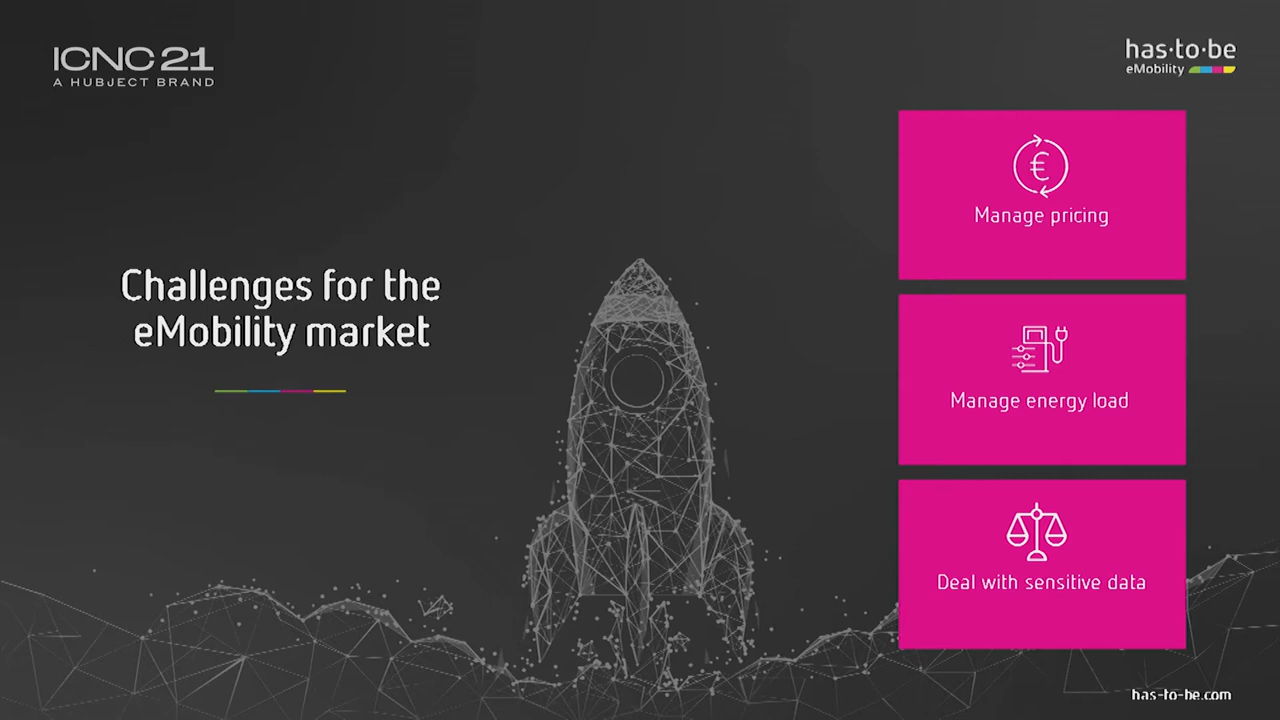 ICNC 21
A HUBJECT BRAND
has·to·be
eMobility
Challenges for the
eMobility market
€
Manage pricing
Manage energy load
Deal with sensitive data
has-to-be.com